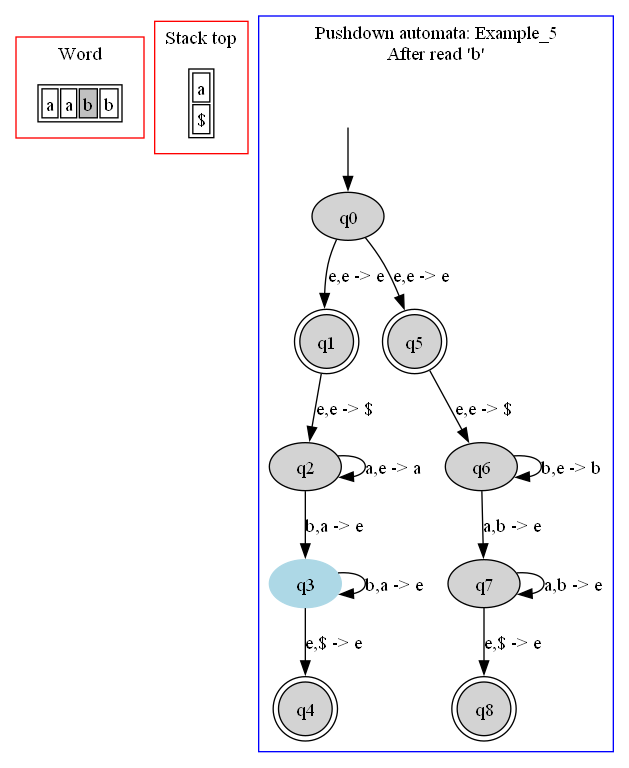 Word
a a b b
Stack top
a
$
Pushdown automata: Example_5
After read 'b'
q0
e,e -> e e,e -> e
q1 q5
e,e -> $ e,e -> $
q2 a,e -> a q6 b,e -> b
b,a -> e a,b -> e
q3 b,a -> e q7 a,b -> e
e,$ -> e e,$ -> e
q4 q8